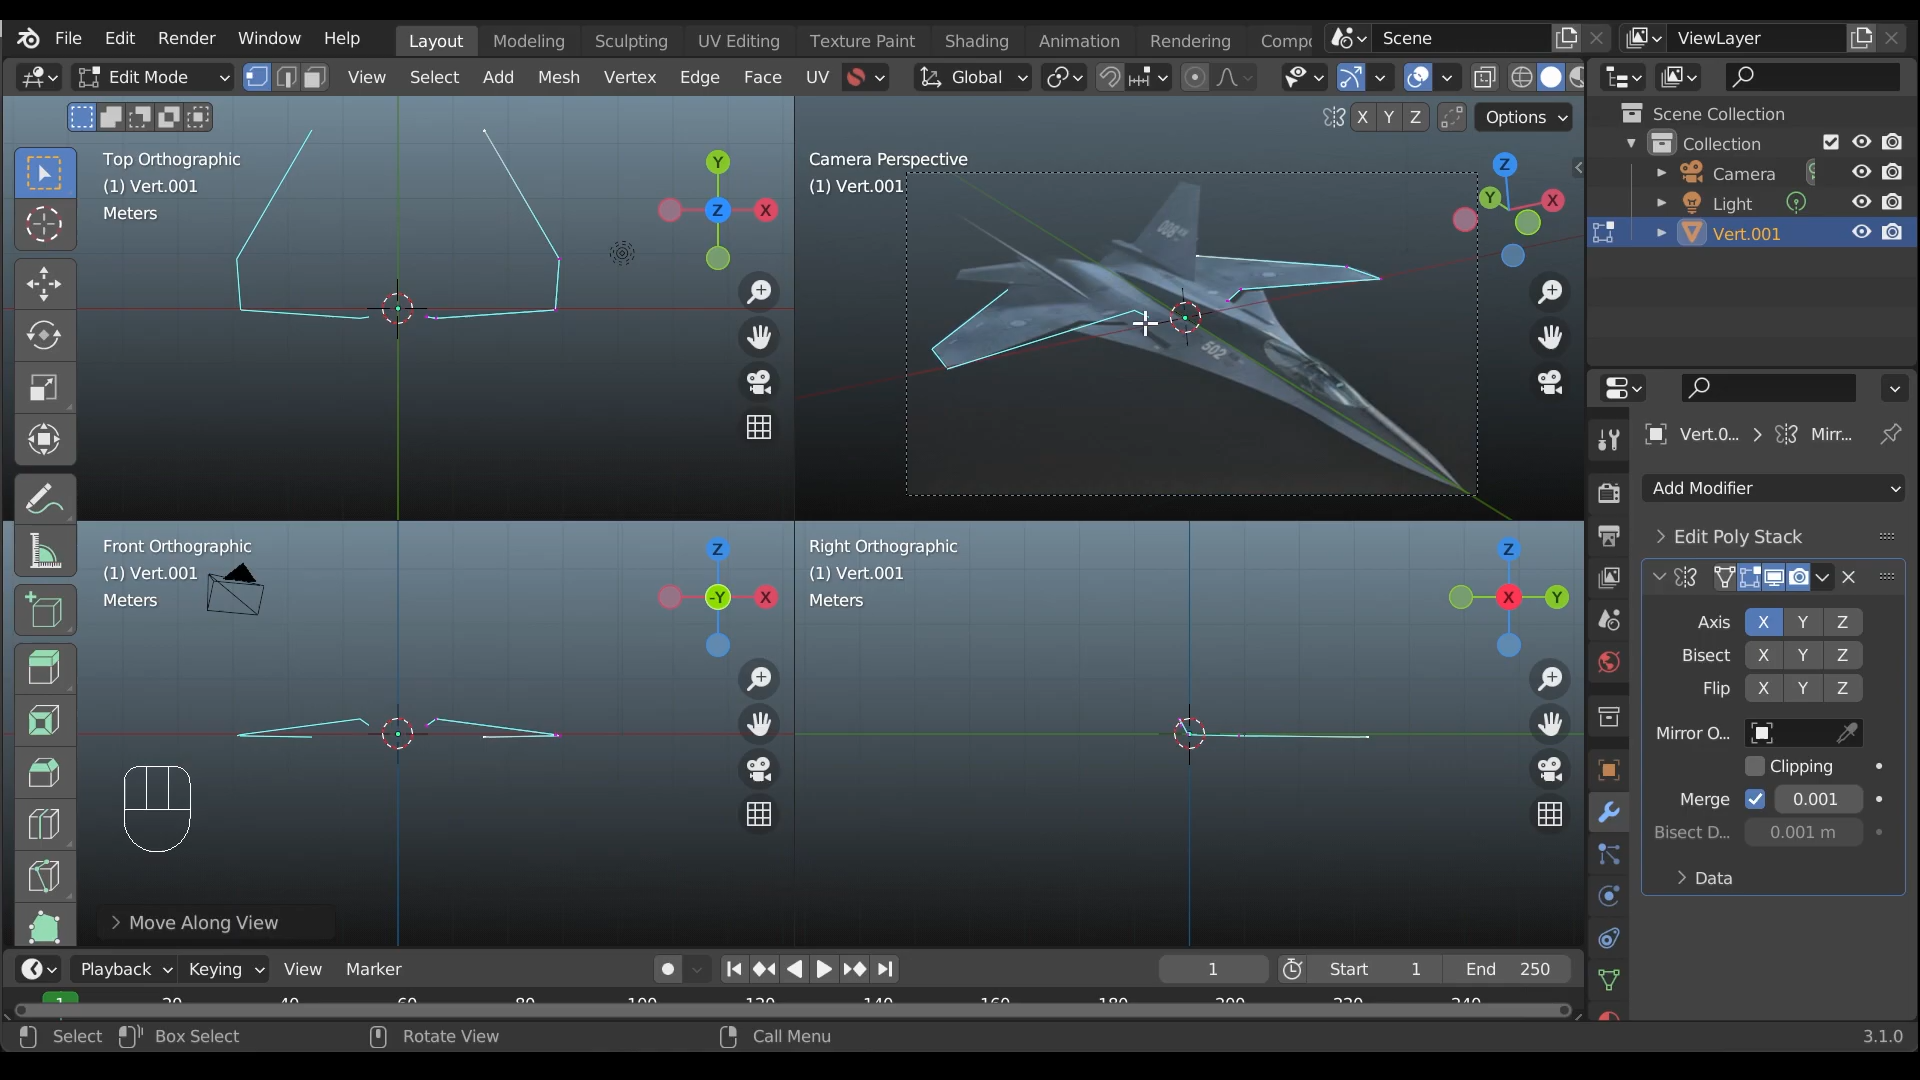 File Edit Render Window Help Layout Modeling Sculpting UV Editing Texture Paint Shading Animation Rendering Scene ViewLayer
Edit Mode View Select Add Mesh Vertex Edge Face UV Global
X Y Z Options
Scene Collection
Collection
Camera
Light
Vert.001
Top Orthographic
(1) Vert.001
Meters
Y
Z
X
Camera Perspective
(1) Vert.001
Z
Y
X
502
Front Orthographic
(1) Vert.001
Meters
Z
-Y
X
Right Orthographic
(1) Vert.001
Meters
Z
X
Y
Move Along View
Vert.0... Mirr...
Add Modifier
Edit Poly Stack
Axis X Y Z
Bisect X Y Z
Flip X Y Z
Mirror O...
Clipping
Merge 0.001
Bisect D... 0.001 m
Data
Playback Keying View Marker 1 Start 1 End 250
1
Select Box Select Rotate View Call Menu 3.1.0